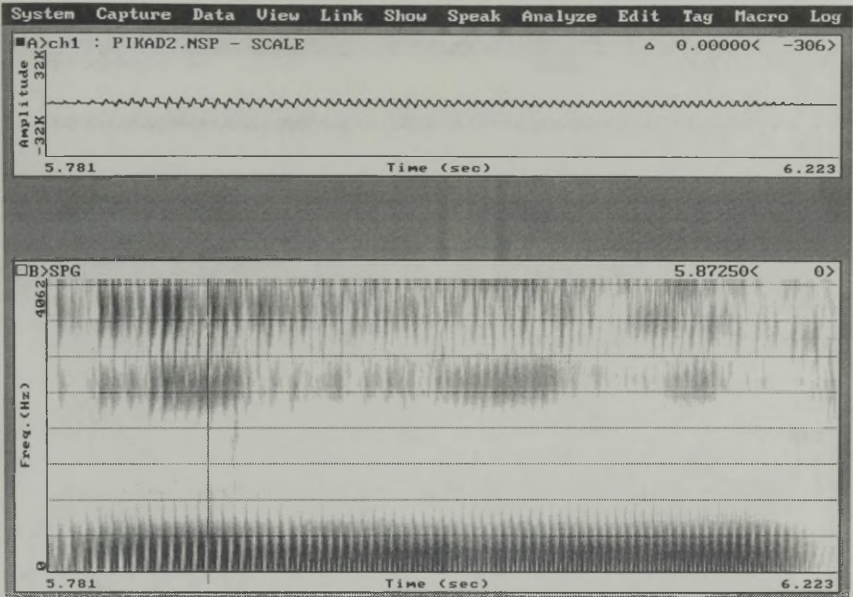 System Capture Data View Link Show Speak Analyze Edit Tag Macro Log
A>ch1 : PIKAD2.NSP - SCALE Δ 0.00000< -306>
Amplitude
-32K 32K
5.781 Time (sec) 6.223
B>SPG 5.87250< 0>
4062
Freq.(Hz)
0
5.781 Time (sec) 6.223